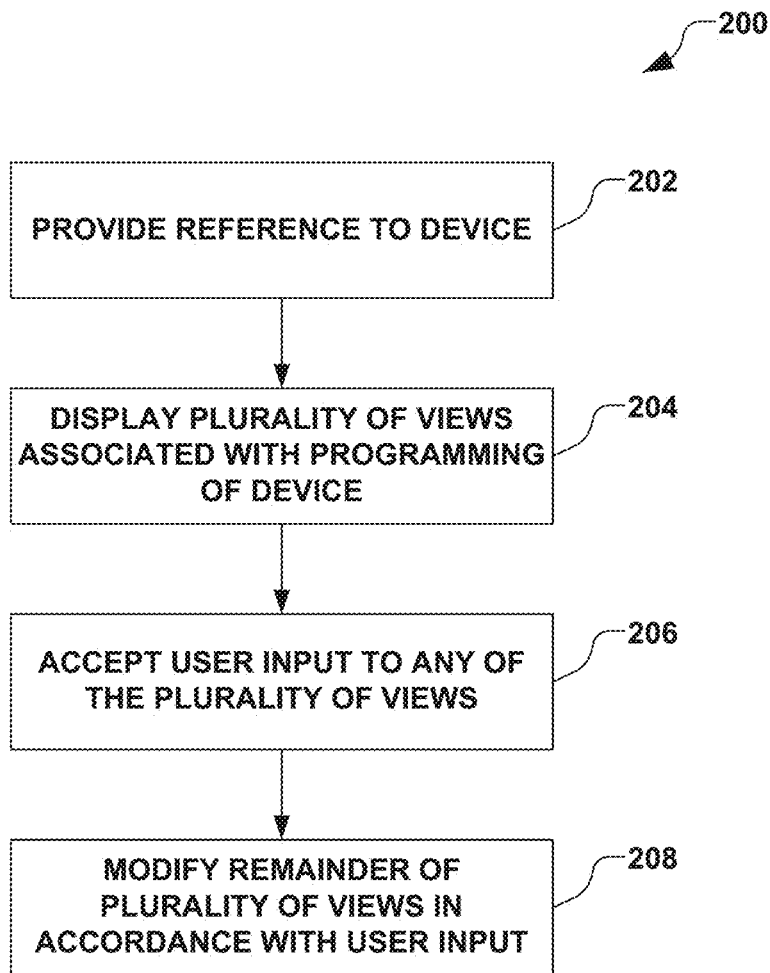 200
202
PROVIDE REFERENCE TO DEVICE
204
DISPLAY PLURALITY OF VIEWS
ASSOCIATED WITH PROGRAMMING
OF DEVICE
206
ACCEPT USER INPUT TO ANY OF
THE PLURALITY OF VIEWS
208
MODIFY REMAINDER OF
PLURALITY OF VIEWS IN
ACCORDANCE WITH USER INPUT